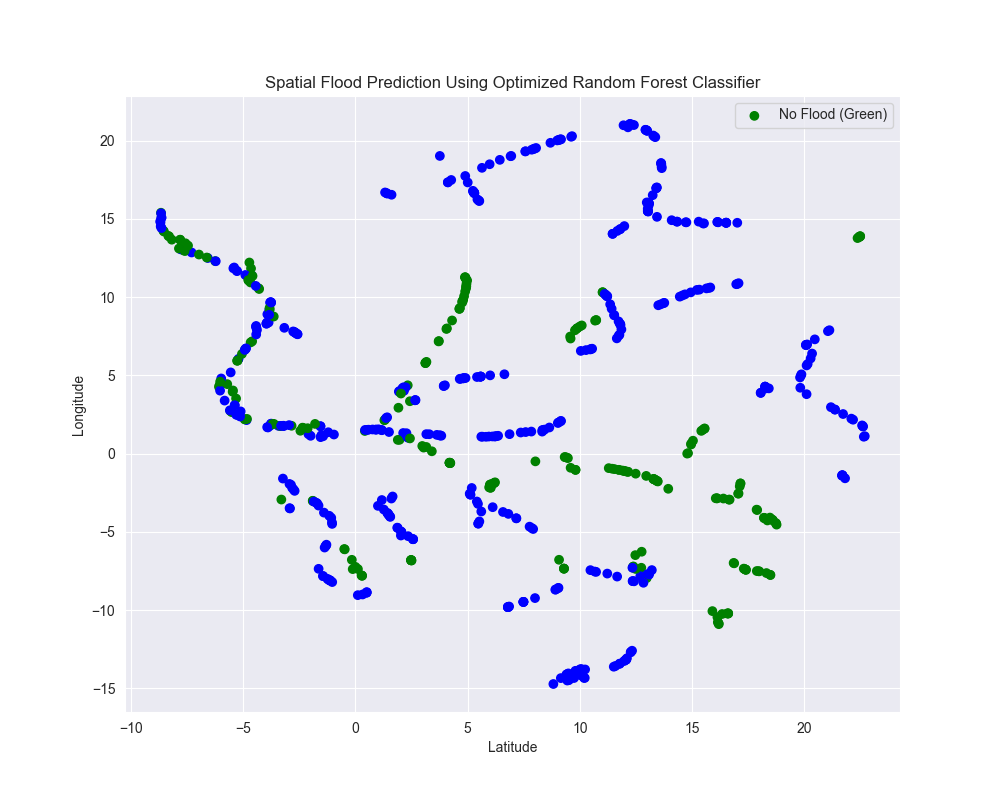 Spatial Flood Prediction Using Optimized Random Forest Classifier
No Flood (Green)
20
15
10
5
0
−5
−10
−15
Longitude
−10 −5 0 5 10 15 20
Latitude